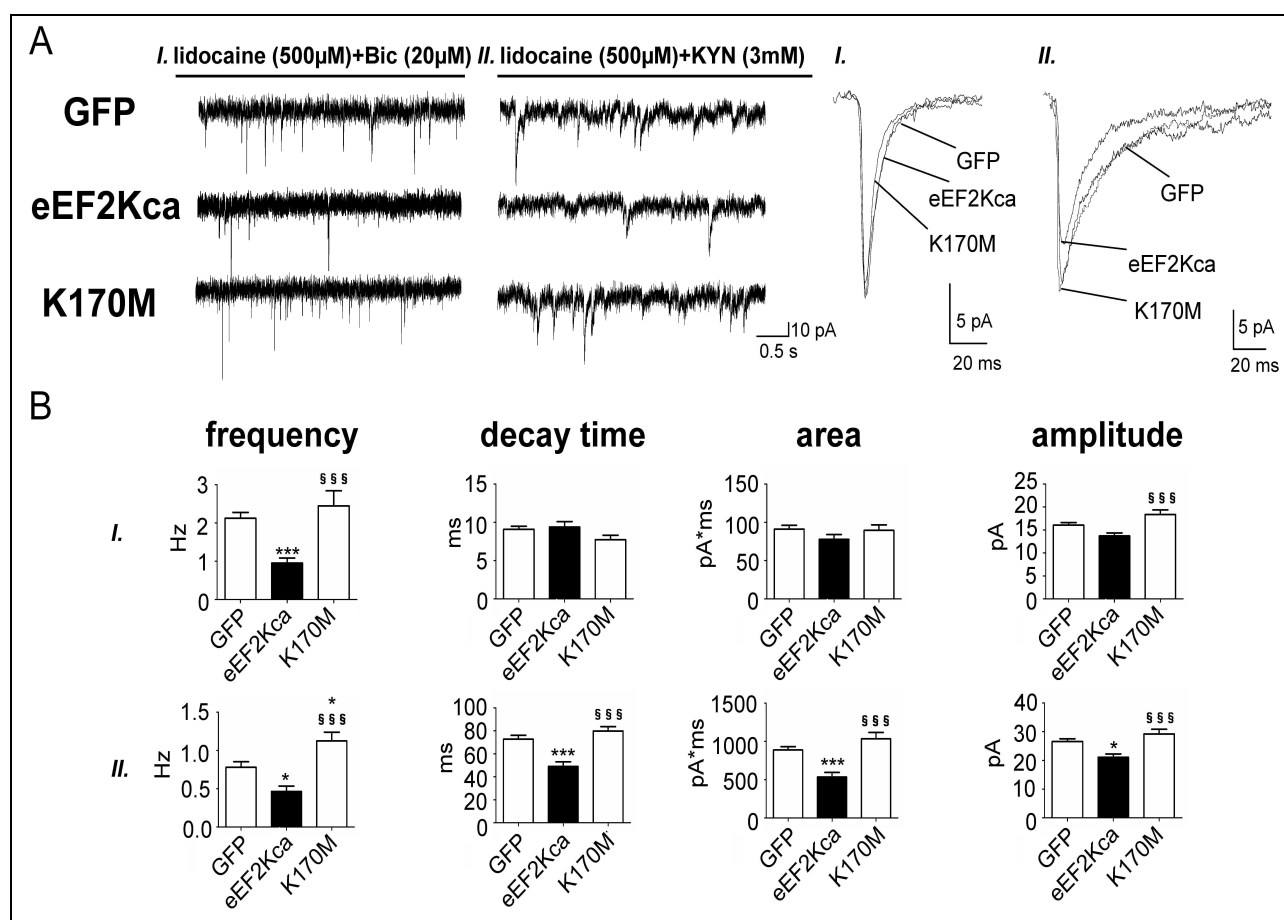 A
I. lidocaine (500µM)+Bic (20µM) II. lidocaine (500µM)+KYN (3mM)
I.
II.
GFP
eEF2Kca
K170M
10 pA
0.5 s
GFP
eEF2Kca
K170M
5 pA
20 ms
GFP
eEF2Kca
K170M
5 pA
20 ms
B
frequency
decay time
area
amplitude
I.
3
2
1
0
Hz
§§§
***
GFP
eEF2Kca
K170M
15
10
5
0
ms
GFP
eEF2Kca
K170M
150
100
50
0
pA*ms
GFP
eEF2Kca
K170M
25
20
15
10
5
0
pA
§§§
GFP
eEF2Kca
K170M
II.
1.5
1.0
0.5
0.0
Hz
*
§§§
*
GFP
eEF2Kca
K170M
100
80
60
40
20
0
ms
§§§
***
GFP
eEF2Kca
K170M
1500
1000
500
0
pA*ms
§§§
***
GFP
eEF2Kca
K170M
40
30
20
10
0
pA
§§§
*
GFP
eEF2Kca
K170M